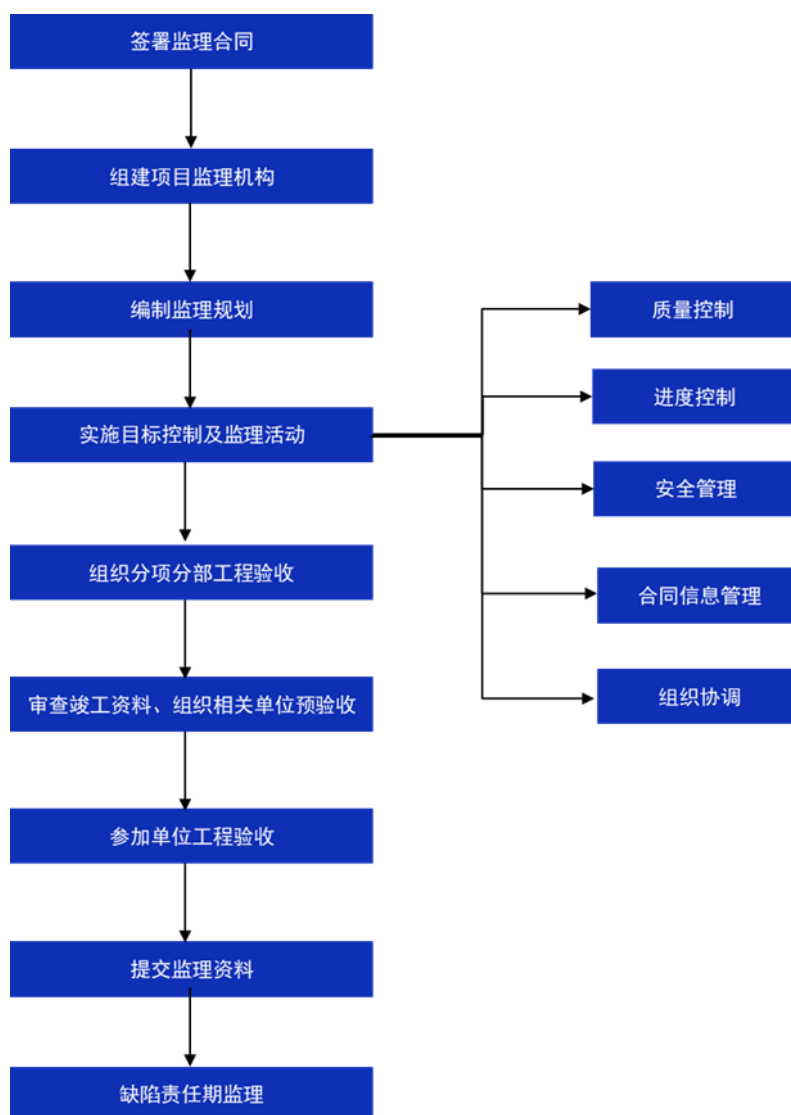 签署监理合同
组建项目监理机构
编制监理规划
实施目标控制及监理活动
组织分项分部工程验收
审查竣工资料、组织相关单位预验收
参加单位工程验收
提交监理资料
缺陷责任期监理
质量控制
进度控制
安全管理
合同信息管理
组织协调